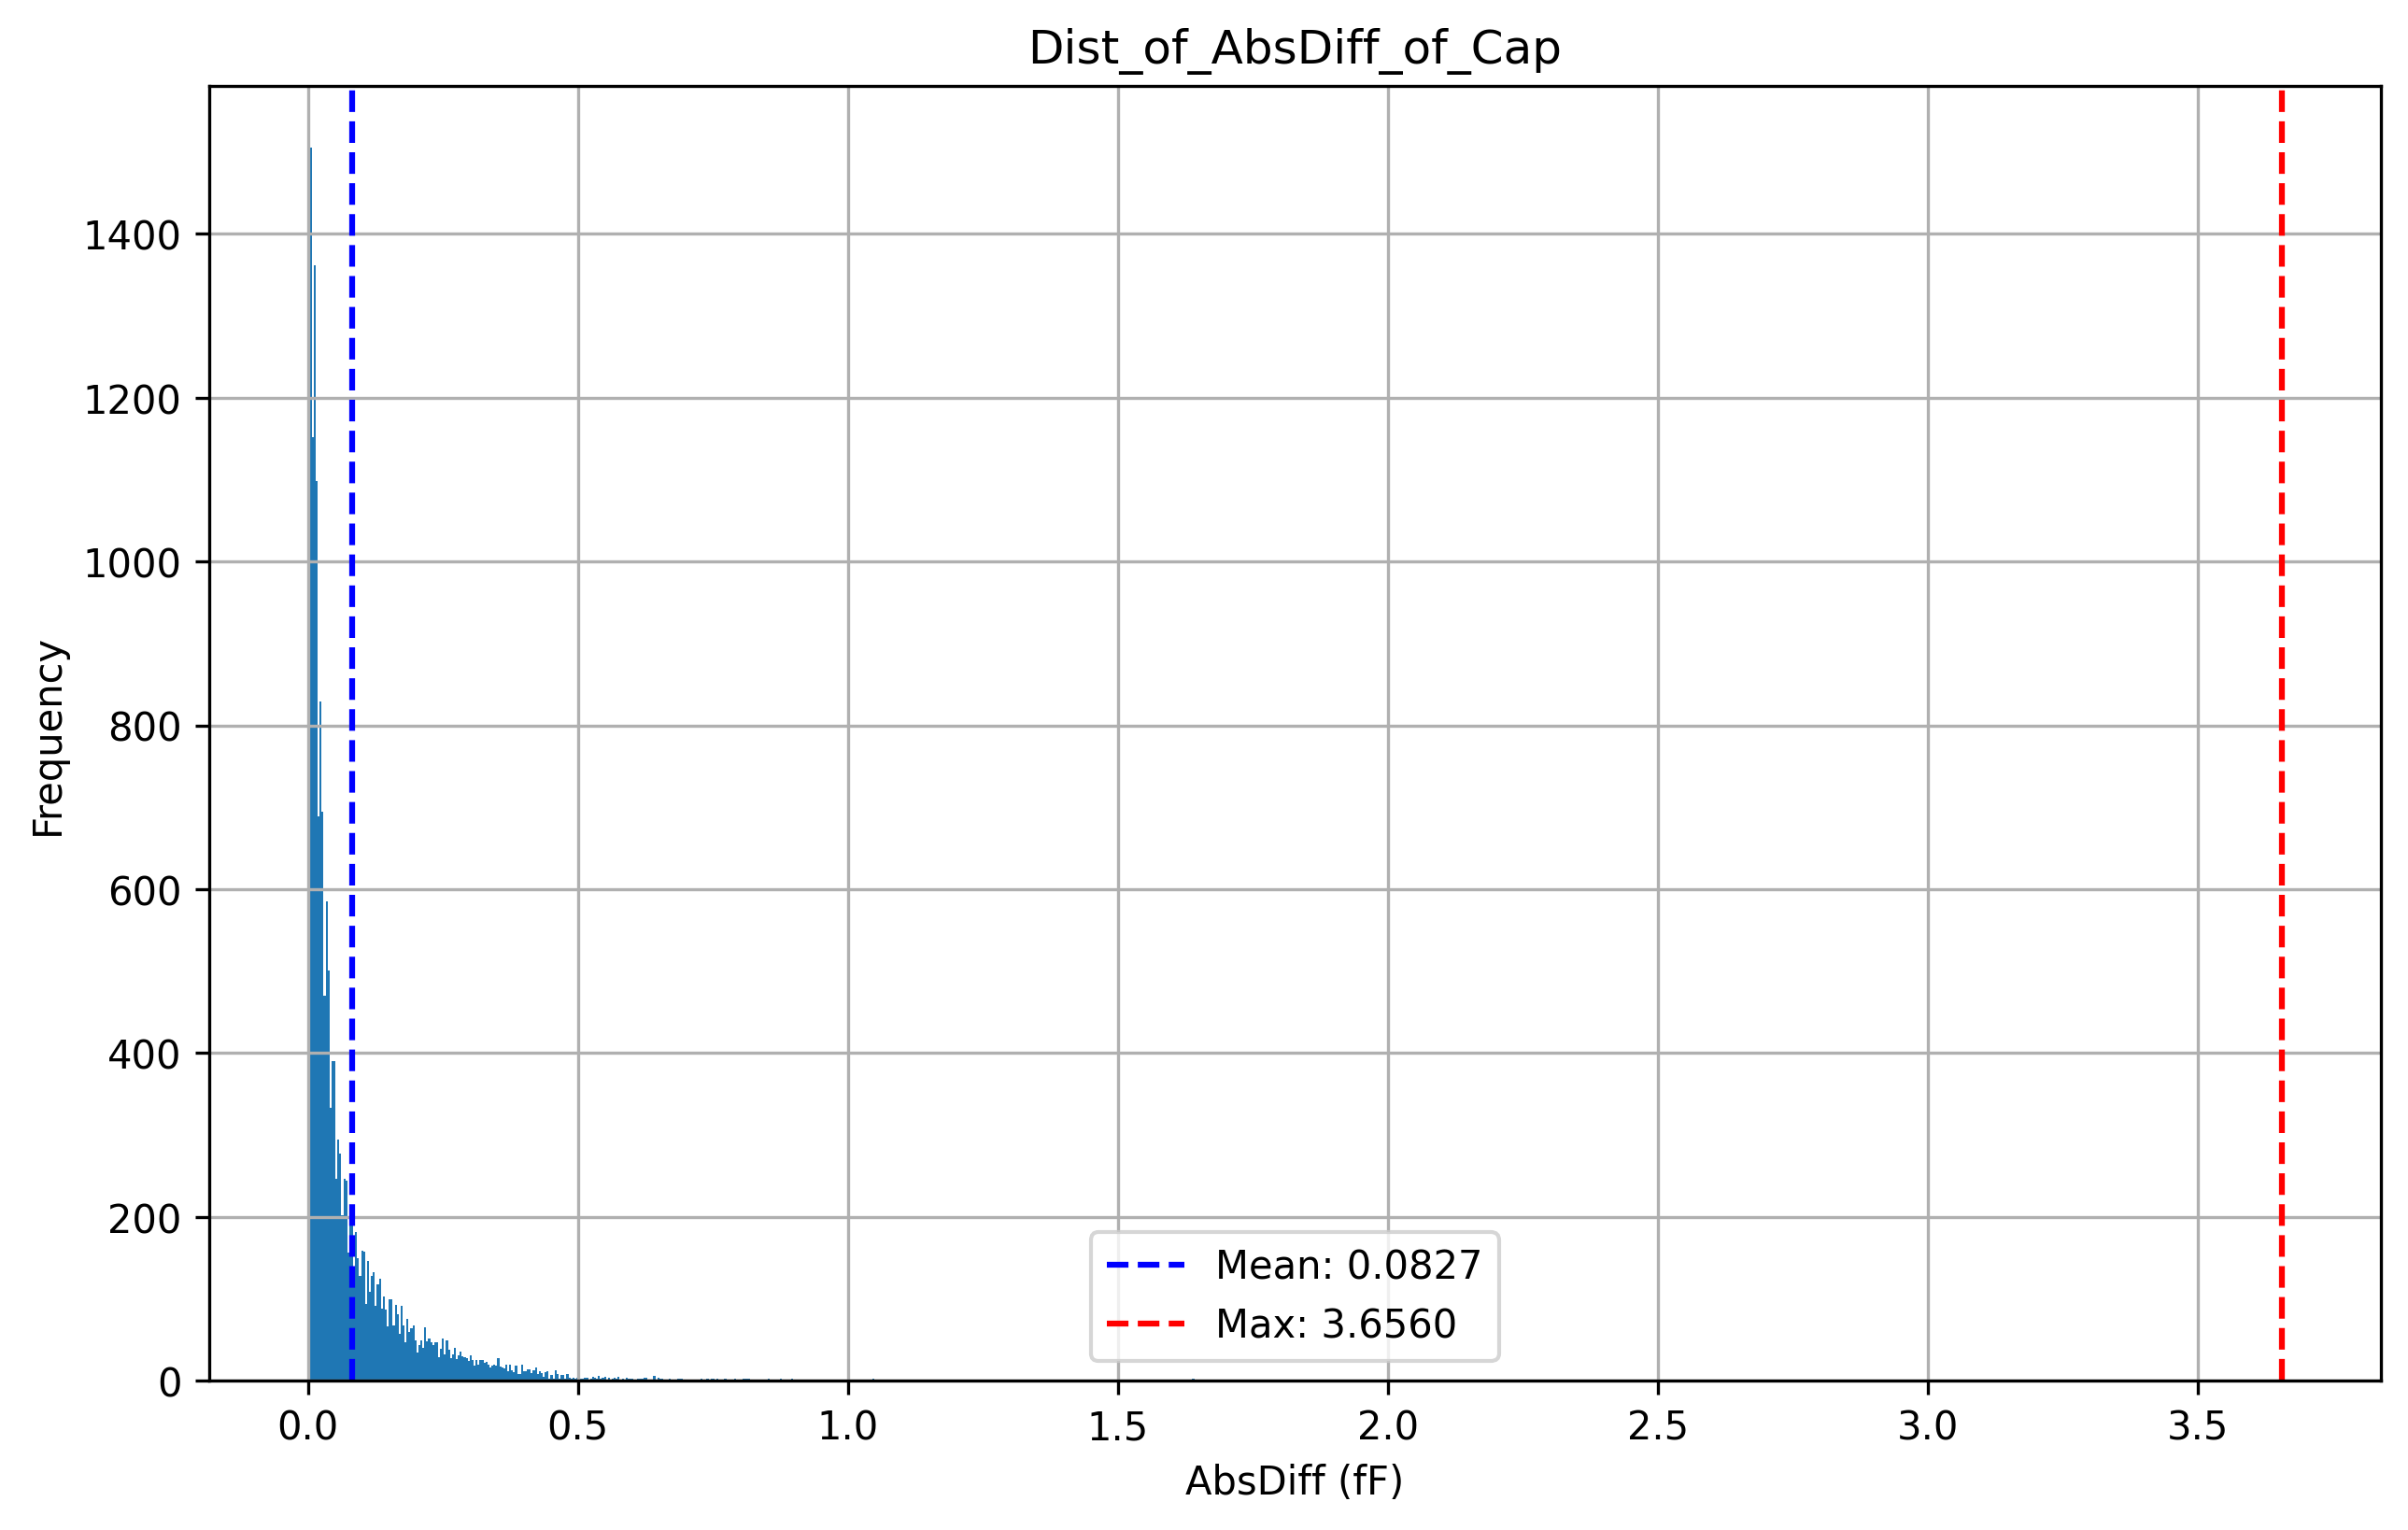 Dist_of_AbsDiff_of_Cap
Frequency
1400
1200
1000
800
600
400
200
0
Mean: 0.0827
Max: 3.6560
0.0 0.5 1.0 1.5 2.0 2.5 3.0 3.5
AbsDiff (fF)